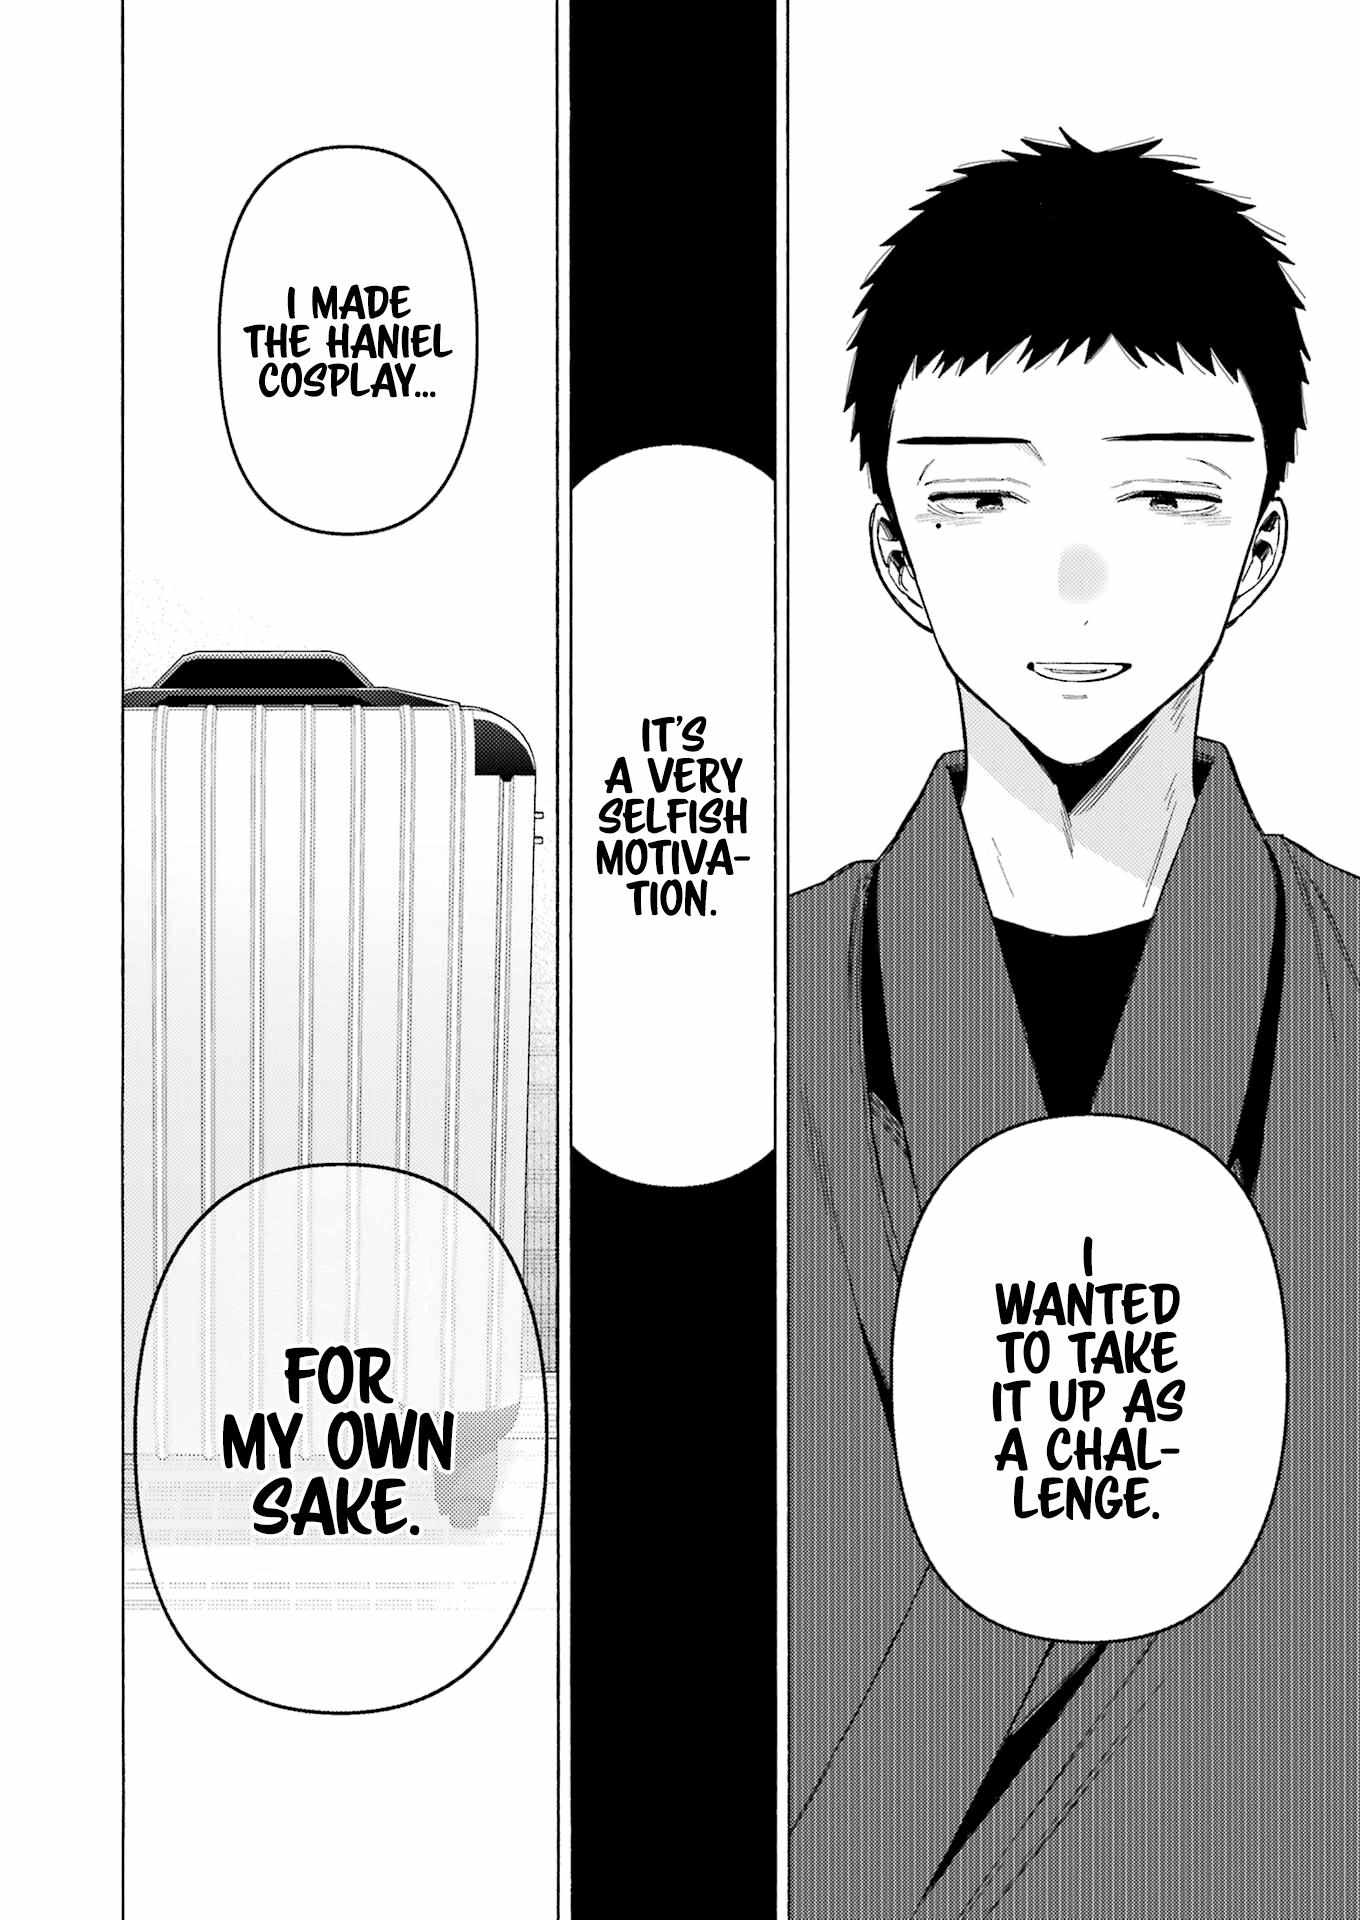 I
WANTED
TO TAKE
IT UP AS
A CHAL-
LENGE.
IT'S
A VERY
SELFISH
MOTIVA-
TION.
I MADE
THE HANIEL
COSPLAY...
FOR
MY OWN
SAKE.